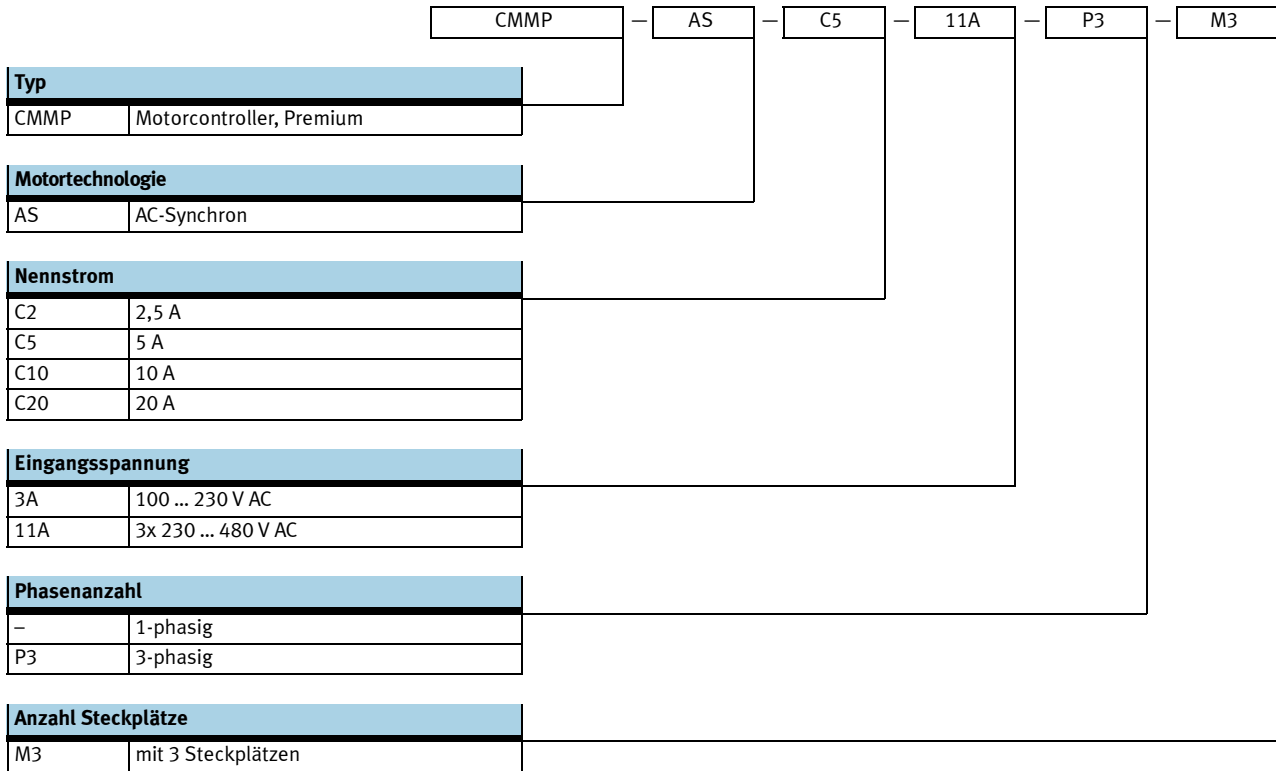 CMMP – AS – C5 – 11A – P3 – M3
Typ
CMMP Motorcontroller, Premium
Motortechnologie
AS AC-Synchron
Nennstrom
C2 2,5 A
C5 5 A
C10 10 A
C20 20 A
Eingangsspannung
3A 100 ... 230 V AC
11A 3x 230 ... 480 V AC
Phasenanzahl
– 1-phasig
P3 3-phasig
Anzahl Steckplätze
M3 mit 3 Steckplätzen